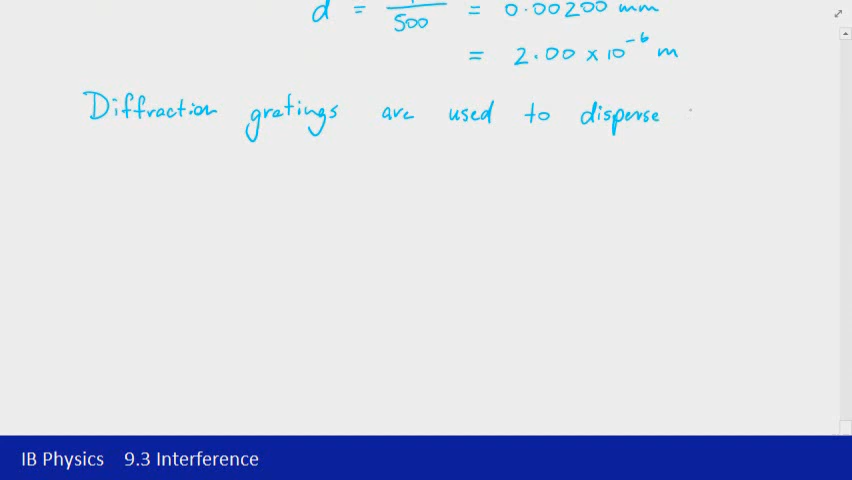 d = 1/500 = 0.00200 mm
= 2.00 × 10⁻⁶ m
Diffraction gratings are used to disperse
IB Physics 9.3 Interference